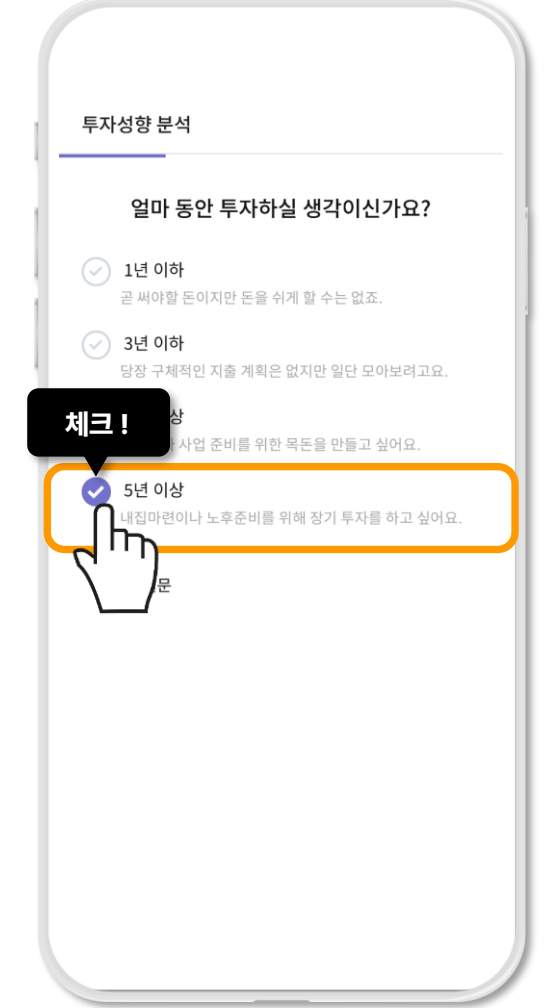 투자성향 분석
얼마 동안 투자하실 생각이신가요?
1년 이하
곧 써야할 돈이지만 돈을 쉬게 할 수는 없죠.
3년 이하
당장 구체적인 지출 계획은 없지만 일단 모아보려고요.
체크 !
사업 준비를 위한 목돈을 만들고 싶어요.
5년 이상
내집마련이나 노후준비를 위해 장기 투자를 하고 싶어요.